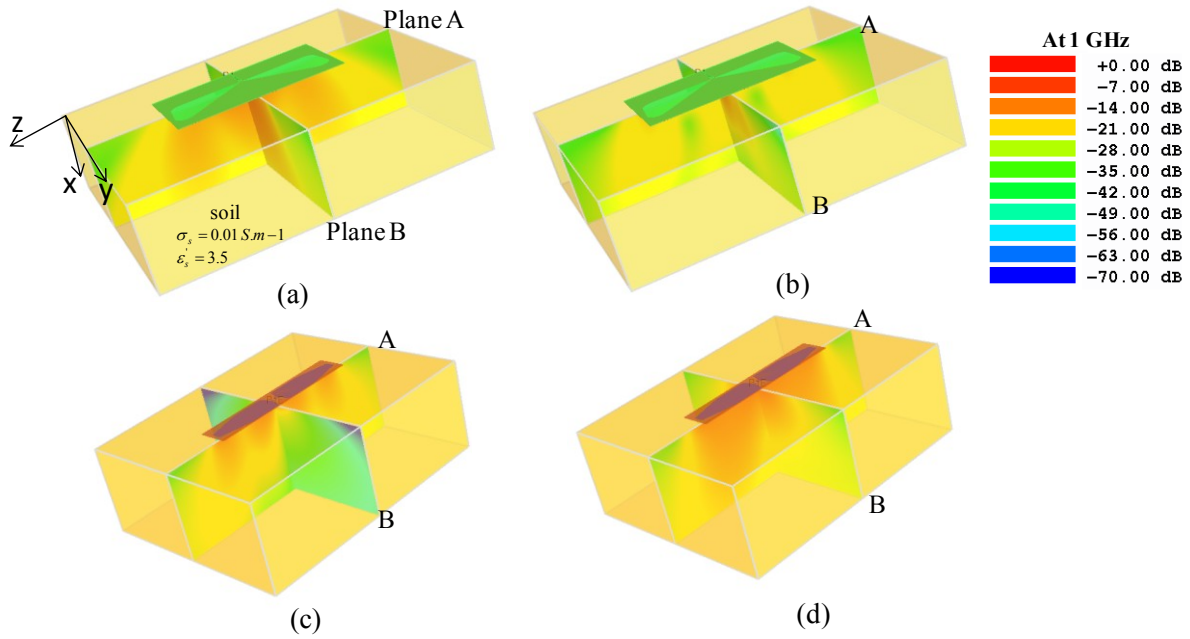 Plane A
Z
x
y
soil
σs = 0.01 S.m−1
ε's = 3.5
Plane B
(a)
A
B
(b)
At 1 GHz
+0.00 dB
-7.00 dB
-14.00 dB
-21.00 dB
-28.00 dB
-35.00 dB
-42.00 dB
-49.00 dB
-56.00 dB
-63.00 dB
-70.00 dB
A
B
(c)
A
B
(d)